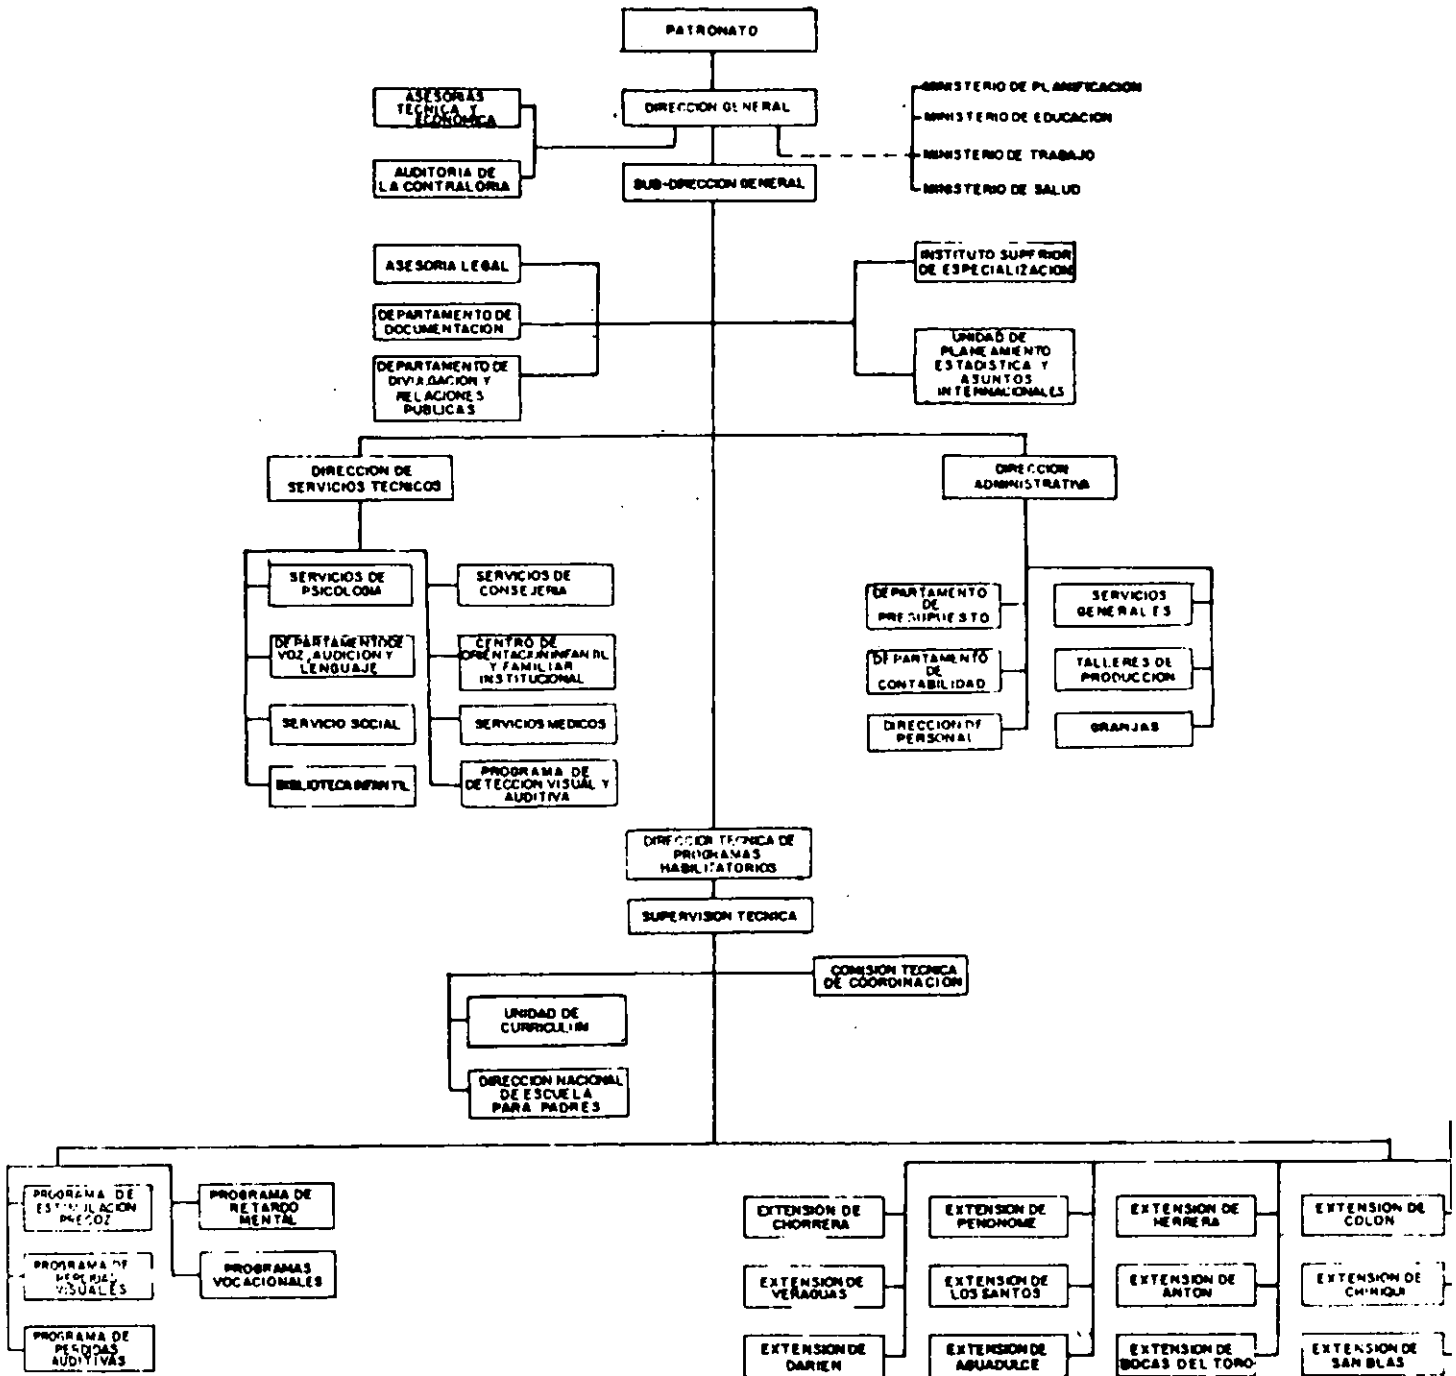 PATRONATO
ASESORIAS
TECNICA Y
ECONOMICA
DIRECCION GENERAL
MINISTERIO DE PLANIFICACION
MINISTERIO DE EDUCACION
MINISTERIO DE TRABAJO
MINISTERIO DE SALUD
AUDITORIA DE
LA CONTRALORIA
SUB-DIRECCION GENERAL
ASESORIA LEGAL
DEPARTAMENTO DE
DOCUMENTACION
DEPARTAMENTO DE
DIVULGACION Y
RELACIONES
PUBLICAS
INSTITUTO SUPERIOR
DE ESPECIALIZACION
UNIDAD DE
PLANEAMIENTO
ESTADISTICA Y
ASUNTOS
INTERNACIONALES
DIRECCION DE
SERVICIOS TECNICOS
DIRECCION
ADMINISTRATIVA
SERVICIOS DE
PSICOLOGIA
SERVICIOS DE
CONSEJERIA
DEPARTAMENTO DE
VOZ, AUDICION Y
LENGUAJE
CENTRO DE
ORIENTACION INFANTIL
Y FAMILIAR
INSTITUCIONAL
SERVICIO SOCIAL
SERVICIOS MEDICOS
BIBLIOTECA INFANTIL
PROGRAMA DE
DETECCION VISUAL Y
AUDITIVA
DEPARTAMENTO
DE
PRESUPUESTO
SERVICIOS
GENERALES
DEPARTAMENTO
DE
CONTABILIDAD
TALLERES DE
PRODUCCION
DIRECCION DE
PERSONAL
GRANJAS
DIRECCION TECNICA DE
PROGRAMAS
HABILITATORIOS
SUPERVISION TECNICA
COMISION TECNICA
DE COORDINACION
UNIDAD DE
CURRICULUM
DIRECCION NACIONAL
DE ESCUELA
PARA PADRES
PROGRAMA DE
ESTIMULACION
PRECOZ
PROGRAMA DE
RETARDO
MENTAL
PROGRAMA DE
VISUALES
PROGRAMAS
VOCACIONALES
PROGRAMA DE
PERDIDAS
AUDITIVAS
EXTENSION DE
CHORRERA
EXTENSION DE
PENONOME
EXTENSION DE
HERRERA
EXTENSION DE
COLON
EXTENSION DE
VERAGUAS
EXTENSION DE
LOS SANTOS
EXTENSION DE
ANTON
EXTENSION DE
CHIRIQUI
EXTENSION DE
DARIEN
EXTENSION DE
AGUADULCE
EXTENSION DE
BOCAS DEL TORO
EXTENSION DE
SAN BLAS